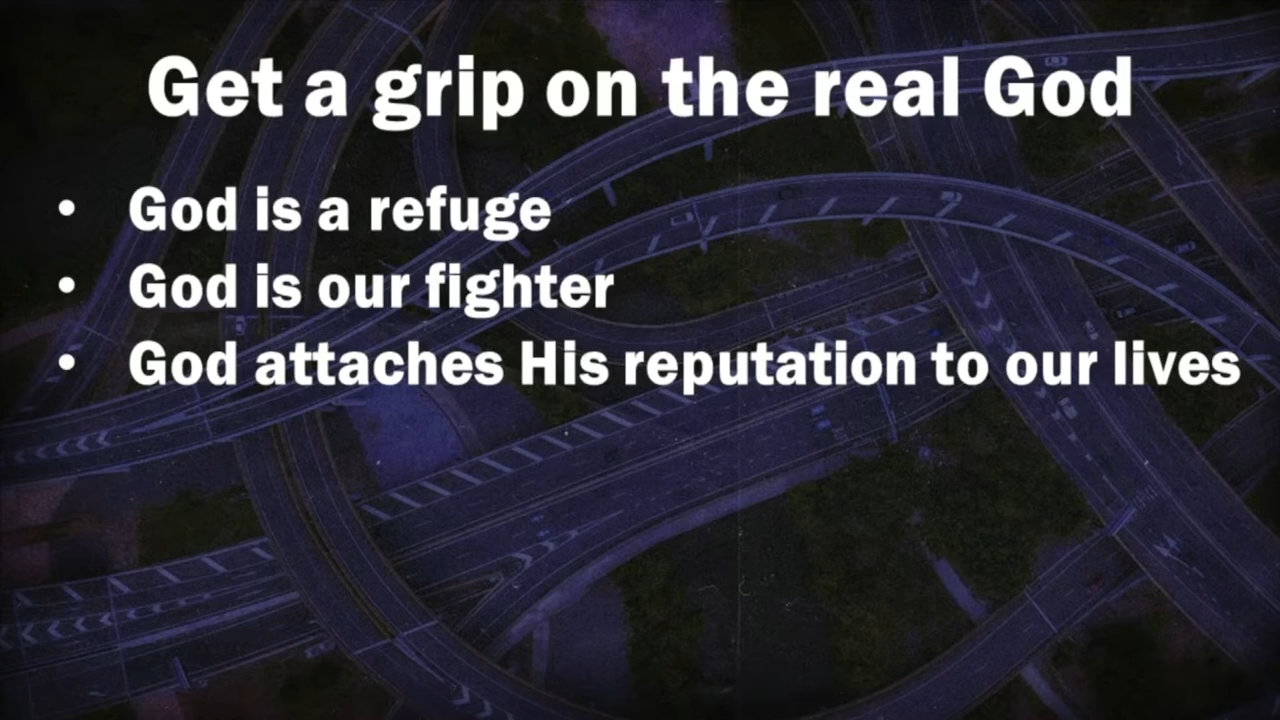 Get a grip on the real God
• God is a refuge
• God is our fighter
• God attaches His reputation to our lives